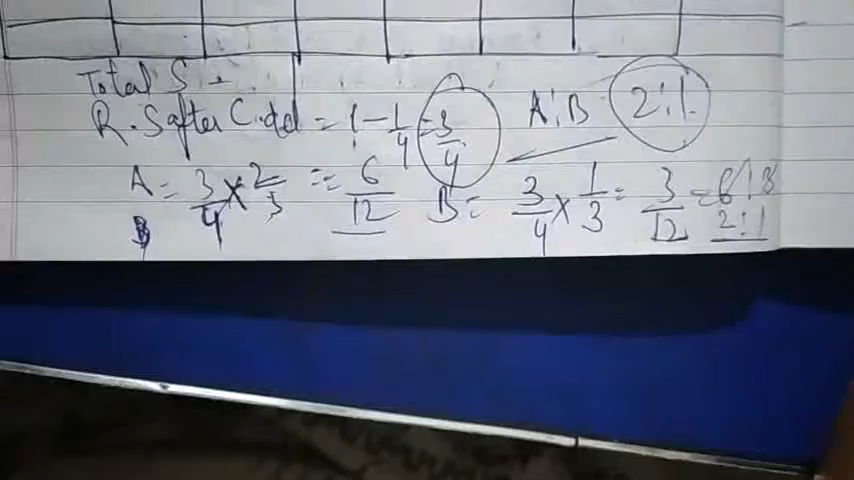 Total S =
R.S after C.del = 1 - 1/4 = 3/4 A:B 2:1
A = 3/4 x 2/3 = 6/12 B = 3/4 x 1/3 = 3/12 = 6:3
B 2:1